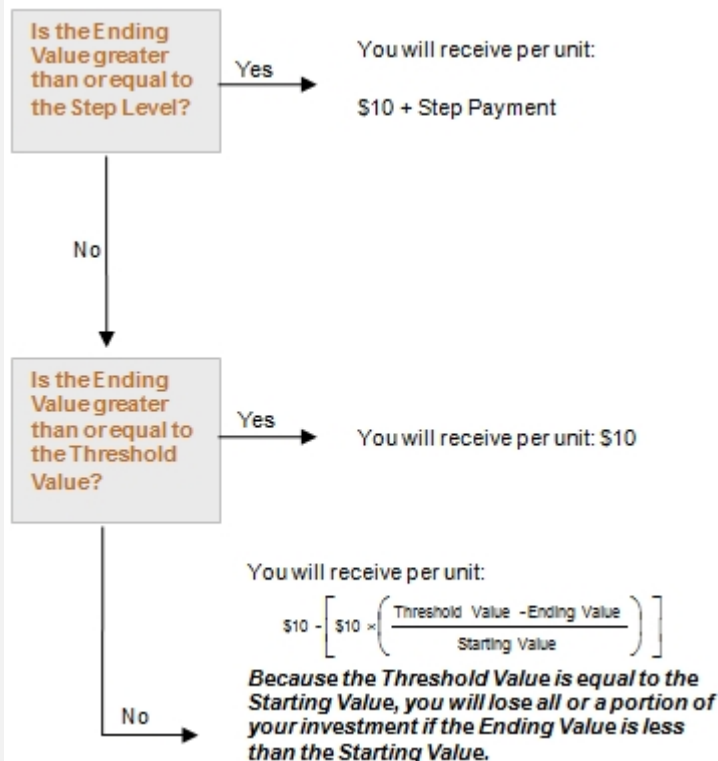 Is the Ending
Value greater
than or equal to
the Step Level?
Yes
You will receive per unit:
$10 + Step Payment
No
Is the Ending
Value greater
than or equal to
the Threshold
Value?
Yes
You will receive per unit: $10
You will receive per unit:
$10 - [ $10 × ( Threshold Value - Ending Value / Starting Value ) ]
Because the Threshold Value is equal to the
Starting Value, you will lose all or a portion of
your investment if the Ending Value is less
than the Starting Value.
No